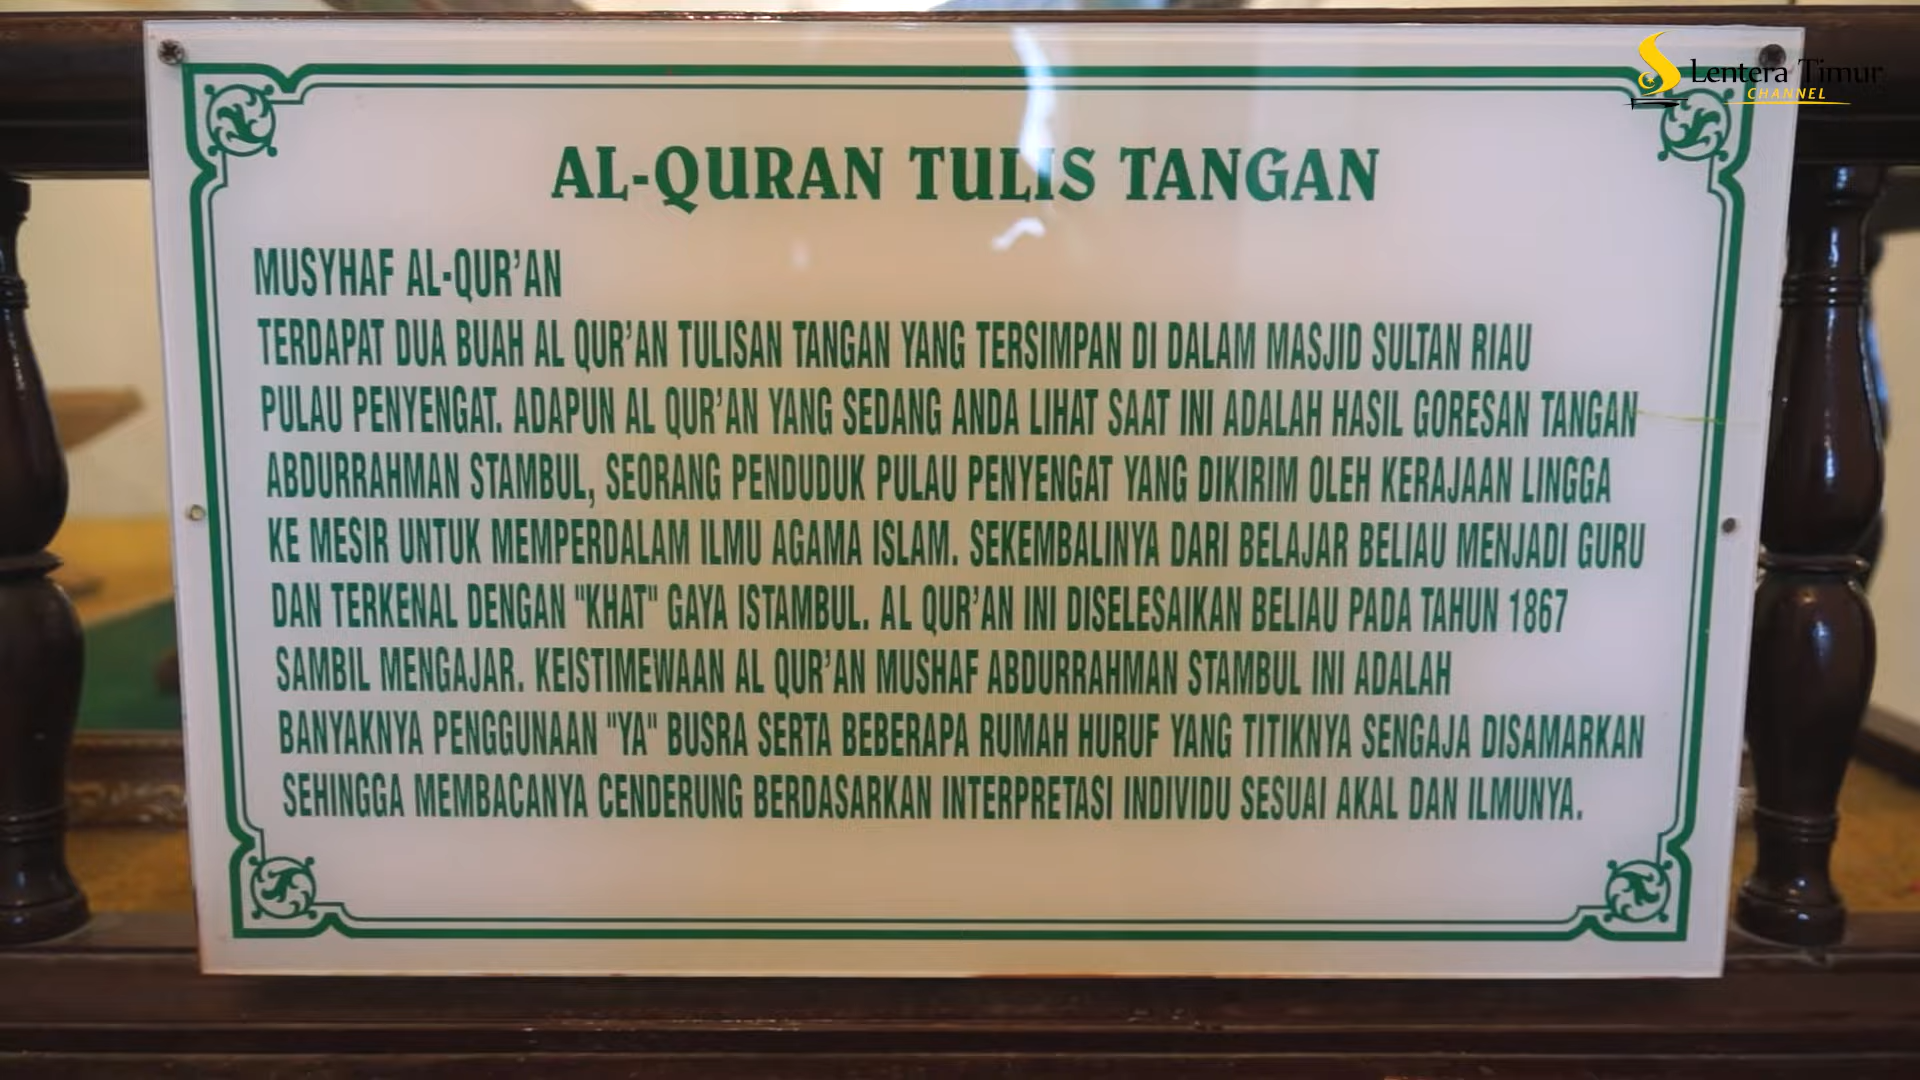 Lentera Timur
CHANNEL
AL-QURAN TULIS TANGAN
MUSYHAF AL-QUR'AN
TERDAPAT DUA BUAH AL QUR'AN TULISAN TANGAN YANG TERSIMPAN DI DALAM MASJID SULTAN RIAU
PULAU PENYENGAT. ADAPUN AL QUR'AN YANG SEDANG ANDA LIHAT SAAT INI ADALAH HASIL GORESAN TANGAN
ABDURRAHMAN STAMBUL, SEORANG PENDUDUK PULAU PENYENGAT YANG DIKIRIM OLEH KERAJAAN LINGGA
KE MESIR UNTUK MEMPERDALAM ILMU AGAMA ISLAM. SEKEMBALINYA DARI BELAJAR BELIAU MENJADI GURU
DAN TERKENAL DENGAN "KHAT" GAYA ISTAMBUL. AL QUR'AN INI DISELESAIKAN BELIAU PADA TAHUN 1867
SAMBIL MENGAJAR. KEISTIMEWAAN AL QUR'AN MUSHAF ABDURRAHMAN STAMBUL INI ADALAH
BANYAKNYA PENGGUNAAN "YA" BUSRA SERTA BEBERAPA RUMAH HURUF YANG TITIKNYA SENGAJA DISAMARKAN
SEHINGGA MEMBACANYA CENDERUNG BERDASARKAN INTERPRETASI INDIVIDU SESUAI AKAL DAN ILMUNYA.